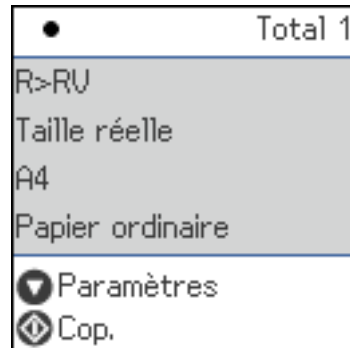 Total 1
R>RV
Taille réelle
A4
Papier ordinaire
Paramètres
Cop.